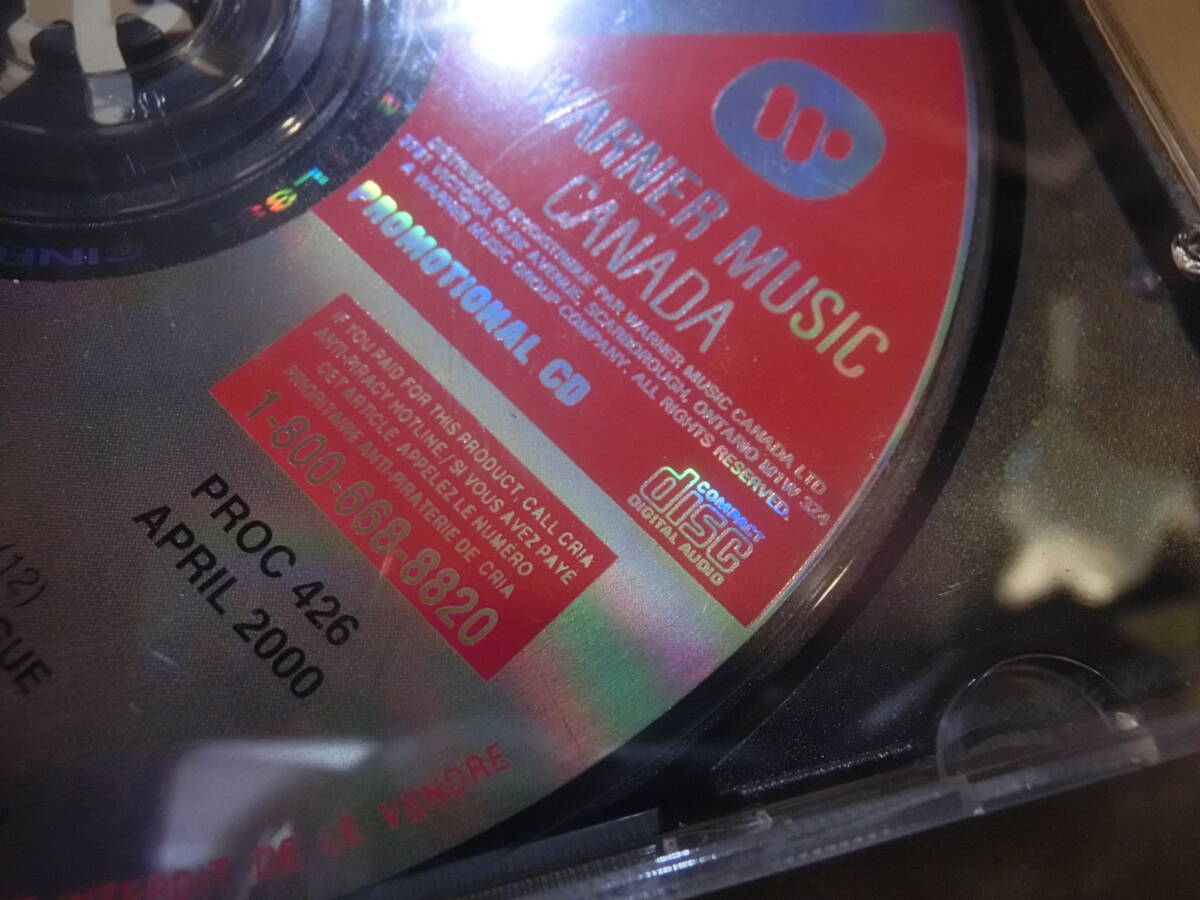 WARNER MUSIC
CANADA
DISTRIBUTED BY/DISTRIBUE PAR WARNER MUSIC CANADA LTD.
3751 VICTORIA PARK AVENUE, SCARBOROUGH, ONTARIO M1W 3Z4
A WARNER MUSIC GROUP COMPANY. ALL RIGHTS RESERVED.
PROMOTIONAL CD
COMPACT
disc
DIGITAL AUDIO
IF YOU PAID FOR THIS PRODUCT, CALL CRIA
ANTI-PIRACY HOTLINE / SI VOUS AVEZ PAYE
CET ARTICLE APPELEZ LE NUMÉRO
PRIORITAIRE ANTI-PIRATERIE DE CRIA
1-800-668-8820
PROC 426
APRIL 2000
(12)
GUE
DE LE VENDRE
CINR